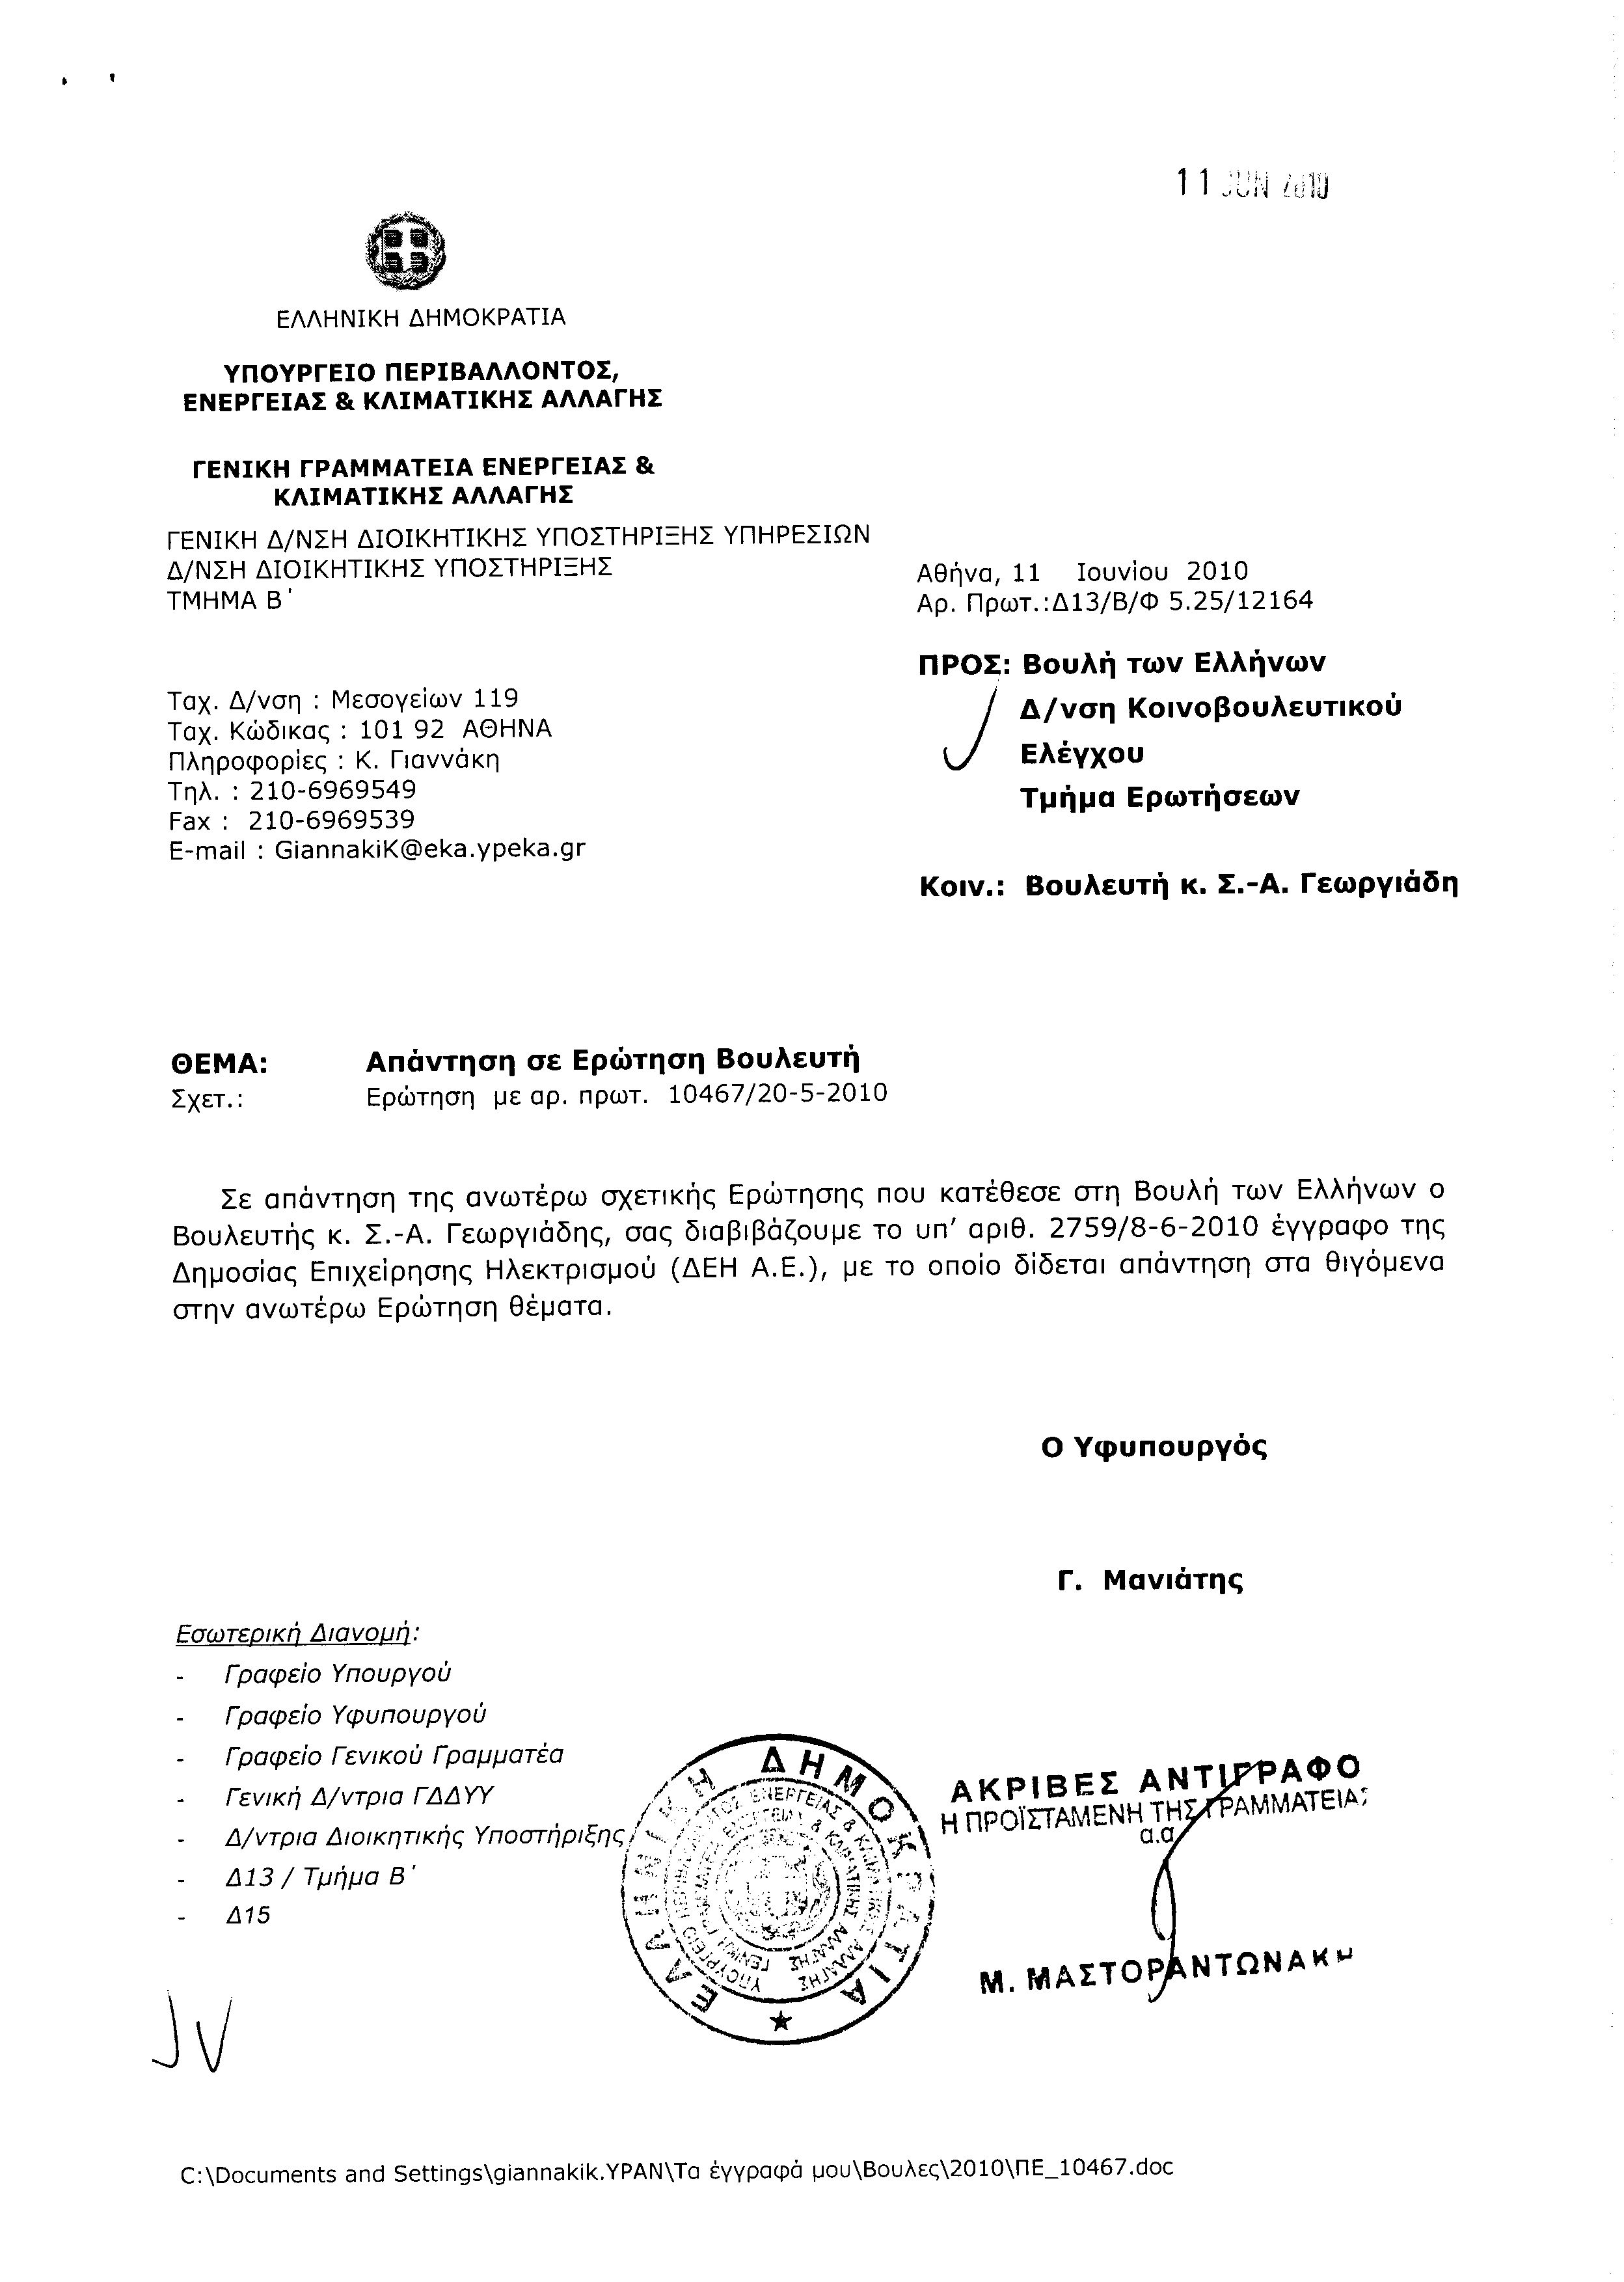 11 JUN 2010
ΕΛΛΗΝΙΚΗ ΔΗΜΟΚΡΑΤΙΑ
ΥΠΟΥΡΓΕΙΟ ΠΕΡΙΒΑΛΛΟΝΤΟΣ,
ΕΝΕΡΓΕΙΑΣ & ΚΛΙΜΑΤΙΚΗΣ ΑΛΛΑΓΗΣ
ΓΕΝΙΚΗ ΓΡΑΜΜΑΤΕΙΑ ΕΝΕΡΓΕΙΑΣ &
ΚΛΙΜΑΤΙΚΗΣ ΑΛΛΑΓΗΣ
ΓΕΝΙΚΗ Δ/ΝΣΗ ΔΙΟΙΚΗΤΙΚΗΣ ΥΠΟΣΤΗΡΙΞΗΣ ΥΠΗΡΕΣΙΩΝ
Δ/ΝΣΗ ΔΙΟΙΚΗΤΙΚΗΣ ΥΠΟΣΤΗΡΙΞΗΣ
ΤΜΗΜΑ Β΄
Ταχ. Δ/νση : Μεσογείων 119
Ταχ. Κώδικας : 101 92 ΑΘΗΝΑ
Πληροφορίες : Κ. Γιαννάκη
Τηλ. : 210-6969549
Fax : 210-6969539
E-mail : GiannakiK@eka.ypeka.gr
Αθήνα, 11 Ιουνίου 2010
Αρ. Πρωτ.:Δ13/Β/Φ 5.25/12164
ΠΡΟΣ: Βουλή των Ελλήνων
Δ/νση Κοινοβουλευτικού
Ελέγχου
Τμήμα Ερωτήσεων
Κοιν.: Βουλευτή κ. Σ.-Α. Γεωργιάδη
ΘΕΜΑ: Απάντηση σε Ερώτηση Βουλευτή
Σχετ.: Ερώτηση με αρ. πρωτ. 10467/20-5-2010
Σε απάντηση της ανωτέρω σχετικής Ερώτησης που κατέθεσε στη Βουλή των Ελλήνων ο
Βουλευτής κ. Σ.-Α. Γεωργιάδης, σας διαβιβάζουμε το υπ’ αριθ. 2759/8-6-2010 έγγραφο της
Δημοσίας Επιχείρησης Ηλεκτρισμού (ΔΕΗ Α.Ε.), με το οποίο δίδεται απάντηση στα θιγόμενα
στην ανωτέρω Ερώτηση θέματα.
Ο Υφυπουργός
Γ. Μανιάτης
Εσωτερική Διανομή:
- Γραφείο Υπουργού
- Γραφείο Υφυπουργού
- Γραφείο Γενικού Γραμματέα
- Γενική Δ/ντρια ΓΔΔΥΥ
- Δ/ντρια Διοικητικής Υποστήριξης
- Δ13 / Τμήμα Β΄
- Δ15
ΕΛΛΗΝΙΚΗ ΔΗΜΟΚΡΑΤΙΑ
ΑΚΡΙΒΕΣ ΑΝΤΙΓΡΑΦΟ
Η ΠΡΟΪΣΤΑΜΕΝΗ ΤΗΣ ΓΡΑΜΜΑΤΕΙΑΣ
α.α
Μ. ΜΑΣΤΟΡΑΝΤΩΝΑΚΗ
C:\Documents and Settings\giannakik.YPAN\Τα έγγραφά μου\Βουλες\2010\ΠΕ_10467.doc